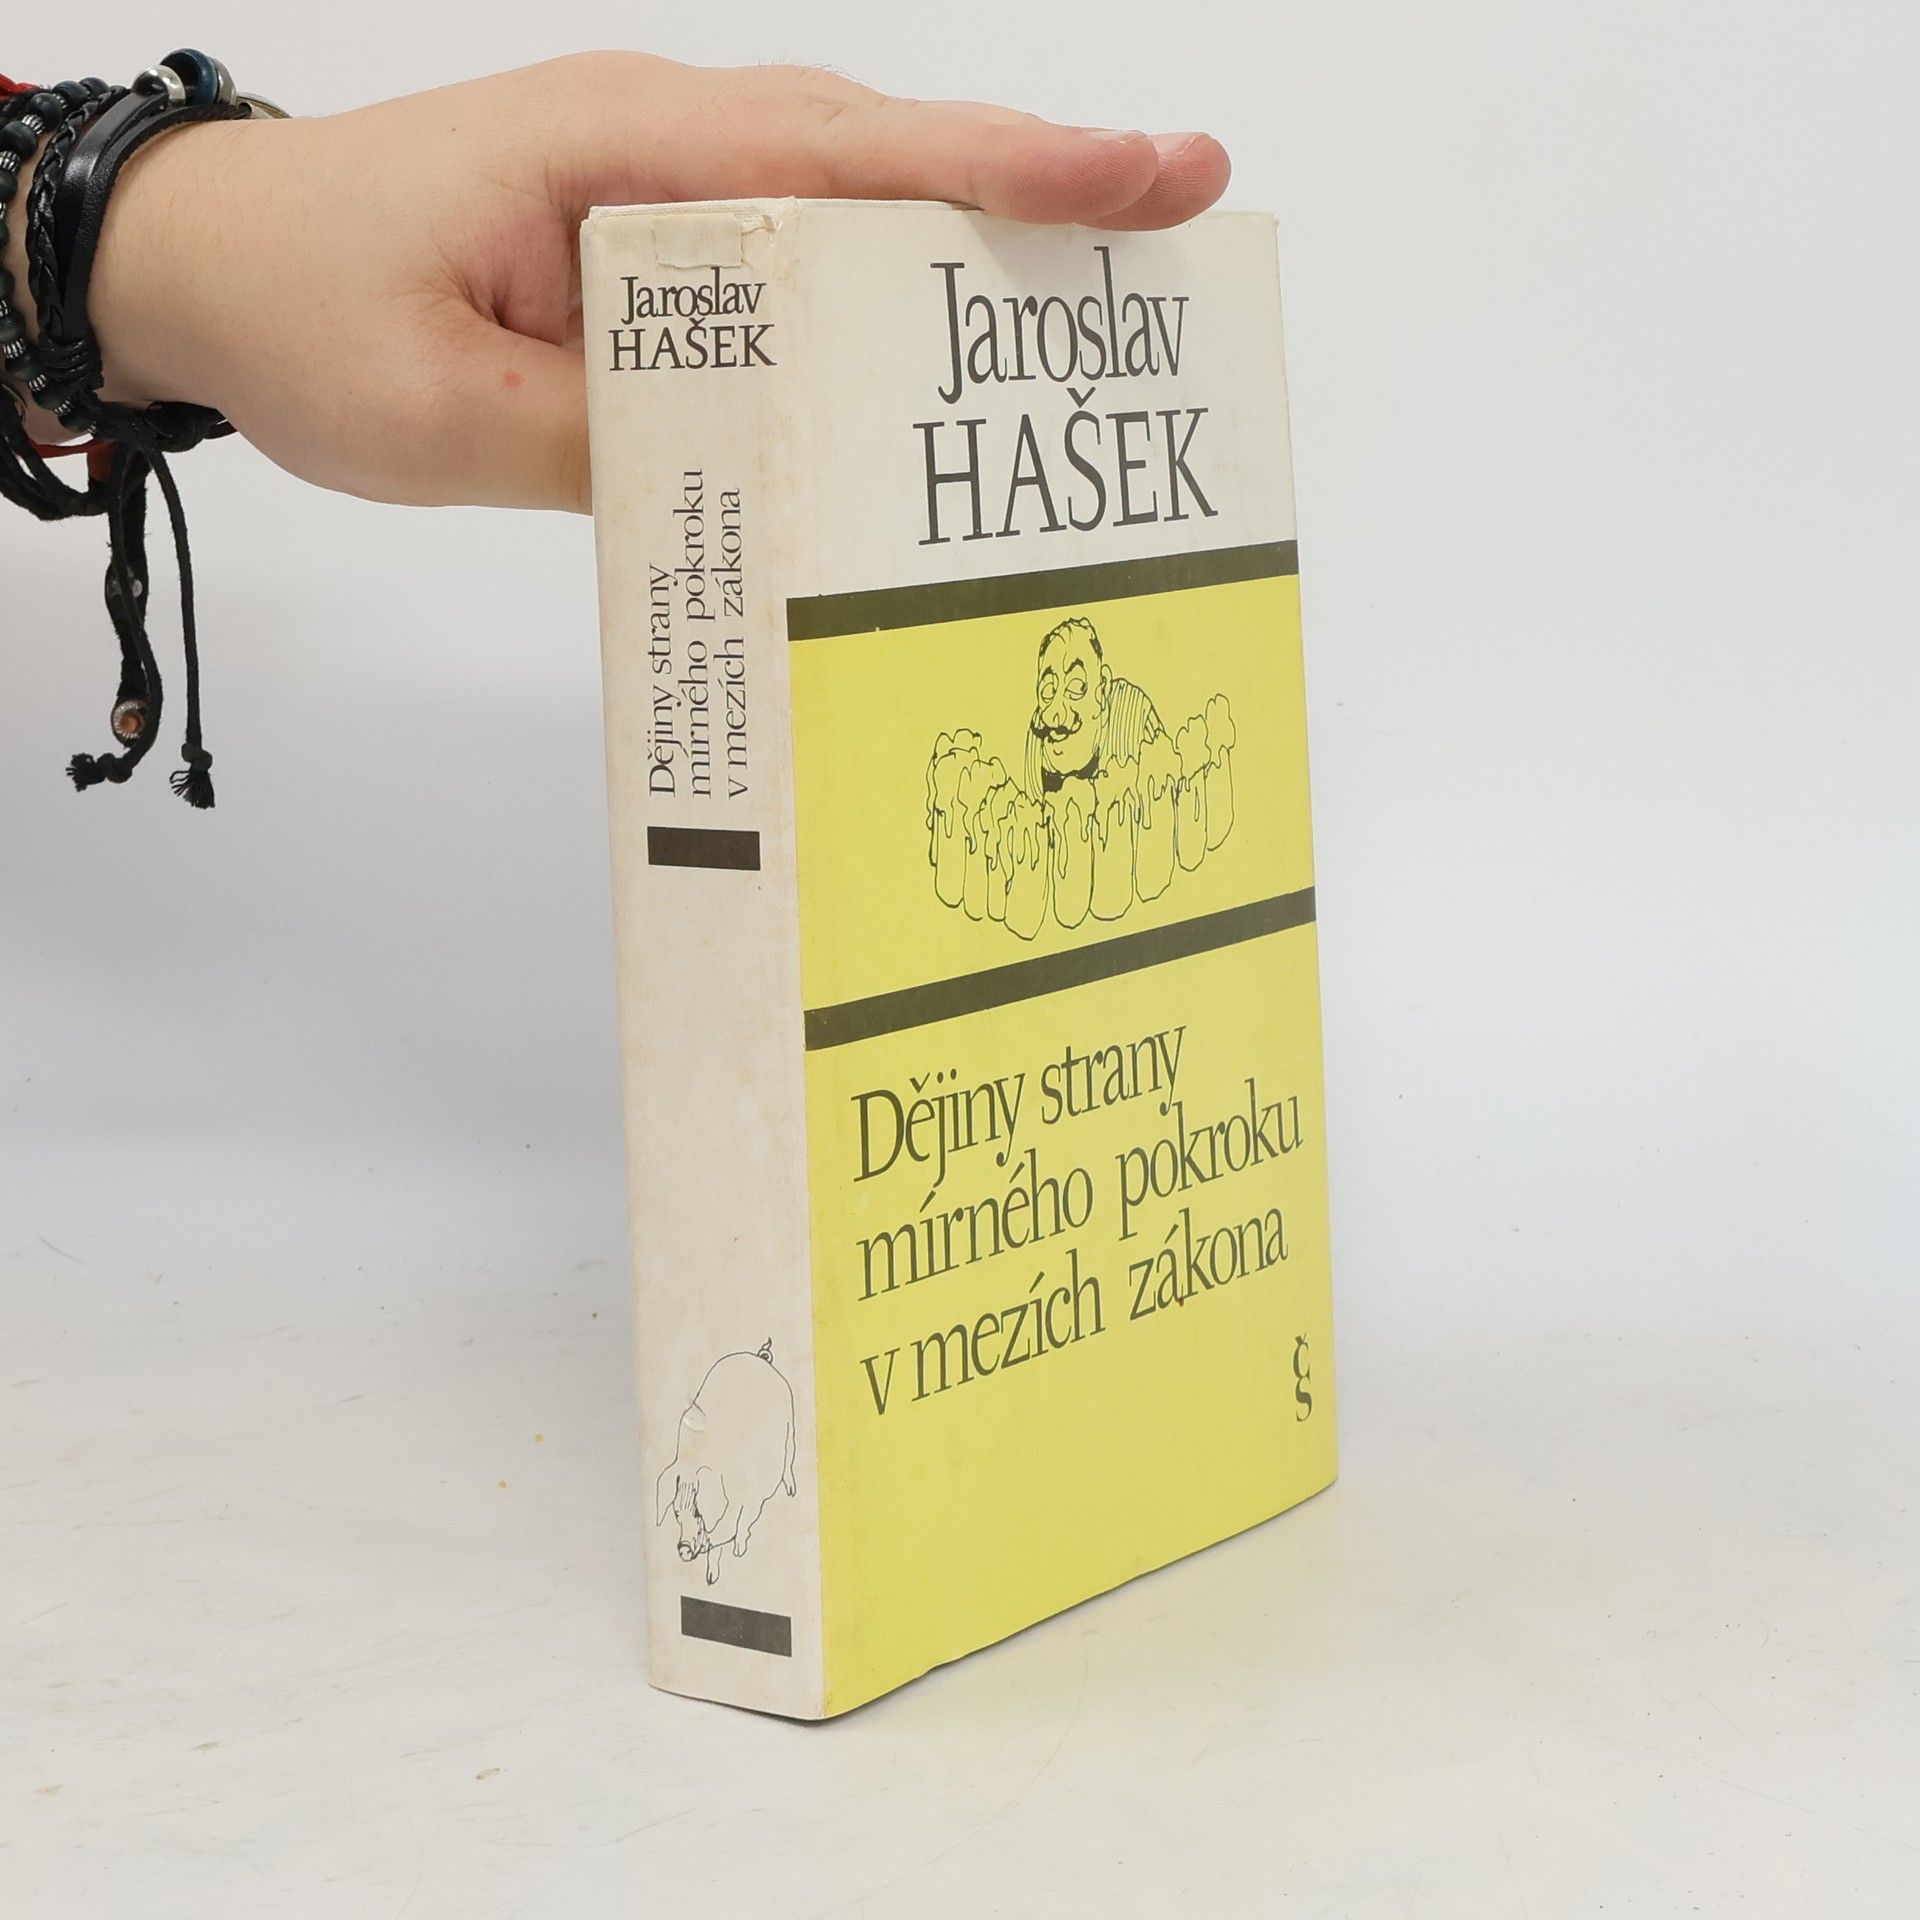 Jaroslav
HAŠEK
Dějiny strany
mírného pokroku
v mezích zákona
Jaroslav
HAŠEK
Dějiny strany
mírného pokroku
v mezích zákona
Č
S